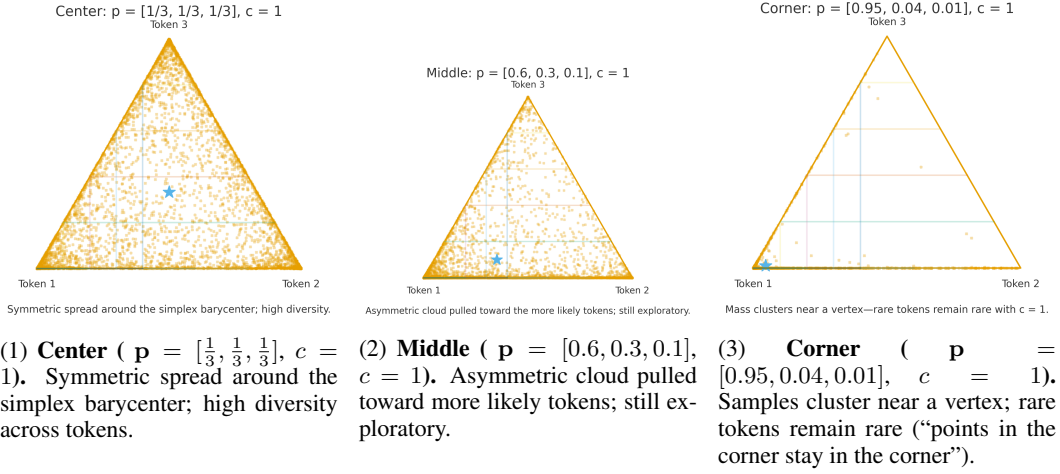 Center: p = [1/3, 1/3, 1/3], c = 1
Token 3
Token 1
Token 2
Symmetric spread around the simplex barycenter; high diversity.
(1) Center ( p = [1/3, 1/3, 1/3], c =
1). Symmetric spread around the
simplex barycenter; high diversity
across tokens.
Middle: p = [0.6, 0.3, 0.1], c = 1
Token 3
Token 1
Token 2
Asymmetric cloud pulled toward the more likely tokens; still exploratory.
(2) Middle ( p = [0.6, 0.3, 0.1],
c = 1). Asymmetric cloud pulled
toward more likely tokens; still ex-
ploratory.
Corner: p = [0.95, 0.04, 0.01], c = 1
Token 3
Token 1
Token 2
Mass clusters near a vertex—rare tokens remain rare with c = 1.
(3) Corner ( p =
[0.95, 0.04, 0.01], c = 1).
Samples cluster near a vertex; rare
tokens remain rare (“points in the
corner stay in the corner”).